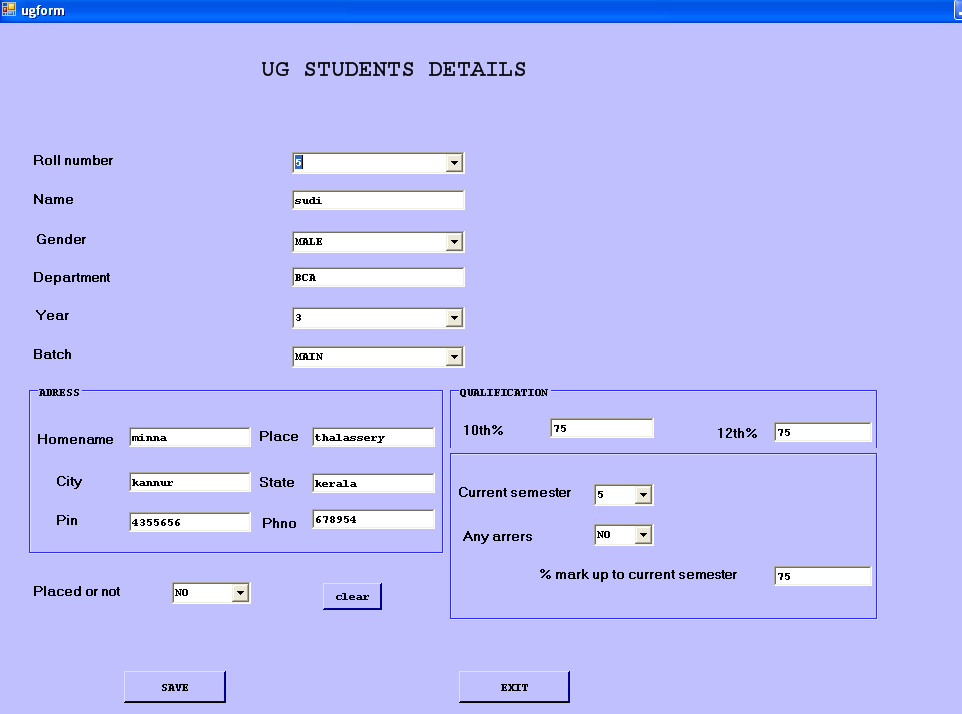 ugform
UG STUDENTS DETAILS
Roll number 5
Name sudi
Gender MALE
Department BCA
Year 3
Batch MAIN
ADRESS
Homename minna Place thalassery
City kannur State kerala
Pin 4355656 Phno 678954
QUALIFICATION
10th% 75 12th% 75
Current semester 5
Any arrers NO
% mark up to current semester 75
Placed or not NO clear
SAVE EXIT